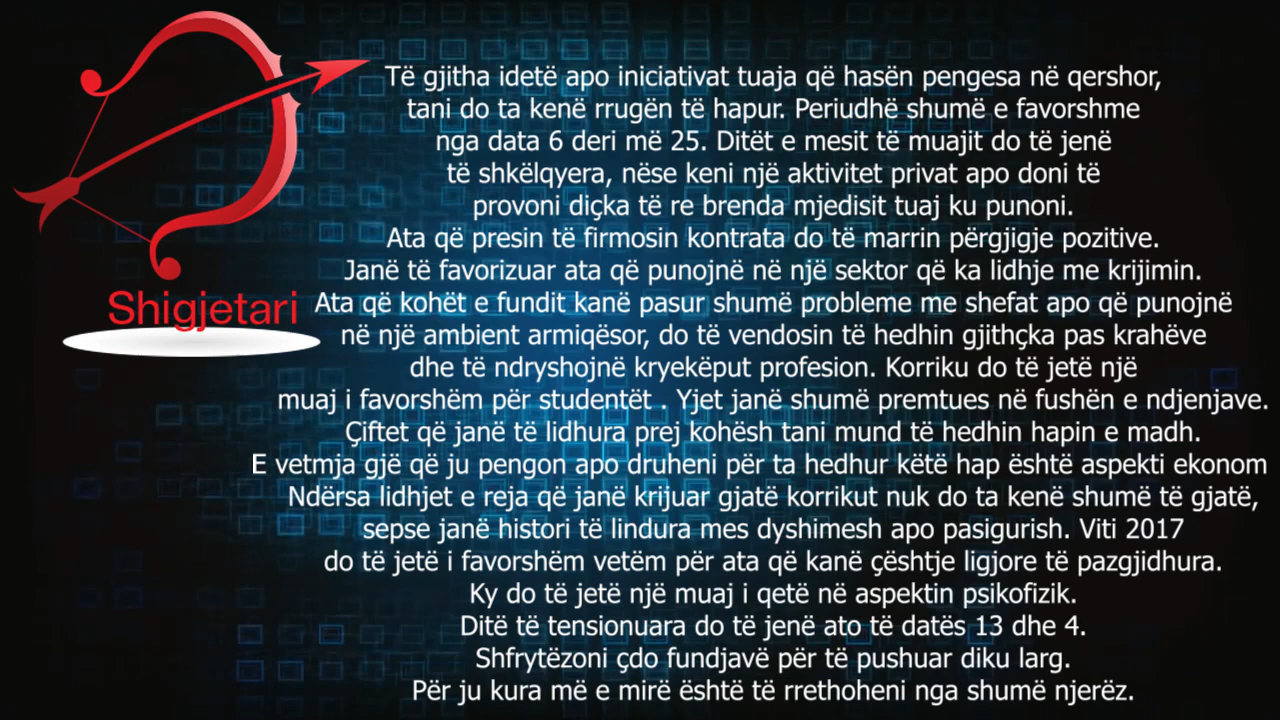 Të gjitha idetë apo iniciativat tuaja që hasën pengesa në qershor,
tani do ta kenë rrugën të hapur. Periudhë shumë e favorshme
nga data 6 deri më 25. Ditët e mesit të muajit do të jenë
të shkëlqyera, nëse keni një aktivitet privat apo doni të
provoni diçka të re brenda mjedisit tuaj ku punoni.
Ata që presin të firmosin kontrata do të marrin përgjigje pozitive.
Janë të favorizuar ata që punojnë në një sektor që ka lidhje me krijimin.
Shigjetari
Ata që kohët e fundit kanë pasur shumë probleme me shefat apo që punojnë
në një ambient armiqësor, do të vendosin të hedhin gjithçka pas krahëve
dhe të ndryshojnë kryekëput profesion. Korriku do të jetë një
muaj i favorshëm për studentët . Yjet janë shumë premtues në fushën e ndjenjave.
Çiftet që janë të lidhura prej kohësh tani mund të hedhin hapin e madh.
E vetmja gjë që ju pengon apo druheni për ta hedhur këtë hap është aspekti ekonom
Ndërsa lidhjet e reja që janë krijuar gjatë korrikut nuk do ta kenë shumë të gjatë,
sepse janë histori të lindura mes dyshimesh apo pasigurish. Viti 2017
do të jetë i favorshëm vetëm për ata që kanë çështje ligjore të pazgjidhura.
Ky do të jetë një muaj i qetë në aspektin psikofizik.
Ditë të tensionuara do të jenë ato të datës 13 dhe 4.
Shfrytëzoni çdo fundjavë për të pushuar diku larg.
Për ju kura më e mirë është të rrethoheni nga shumë njerëz.